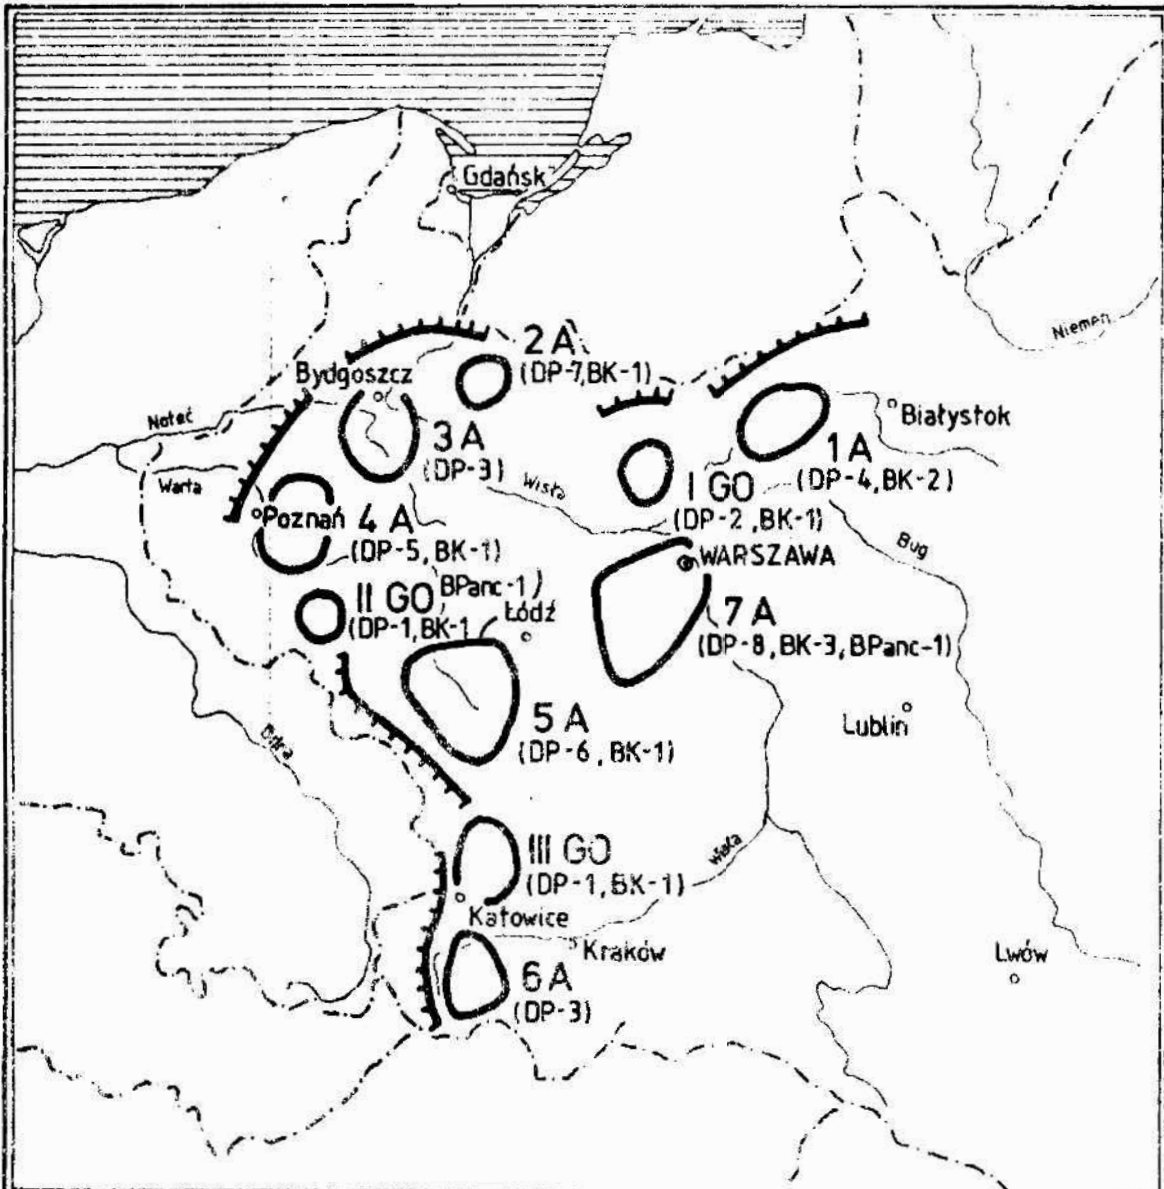 Gdańsk
Niemen
2 A
(DP-7,BK-1)
Bydgoszcz
Białystok
Noteć
3 A
(DP-3)
1 A
(DP-4,BK-2)
Warta
Wisła
I GO
(DP-2,BK-1)
Poznań
4 A
(DP-5,BK-1)
Bug
WARSZAWA
II GO
BPanc-1)
(DP-1,BK-1
Łódź
7 A
(DP-8,BK-3,BPanc-1)
5 A
(DP-6,BK-1)
Lublin
III GO
(DP-1,BK-1)
Wisła
Katowice
Kraków
6 A
(DP-3)
Lwów